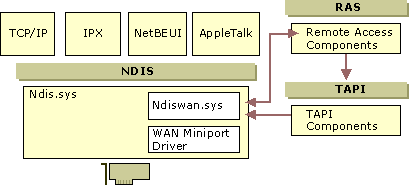 RAS
TCP/IP
IPX
NetBEUI
AppleTalk
Remote Access
Components
NDIS
TAPI
Ndis.sys
Ndiswan.sys
TAPI
Components
WAN Miniport
Driver